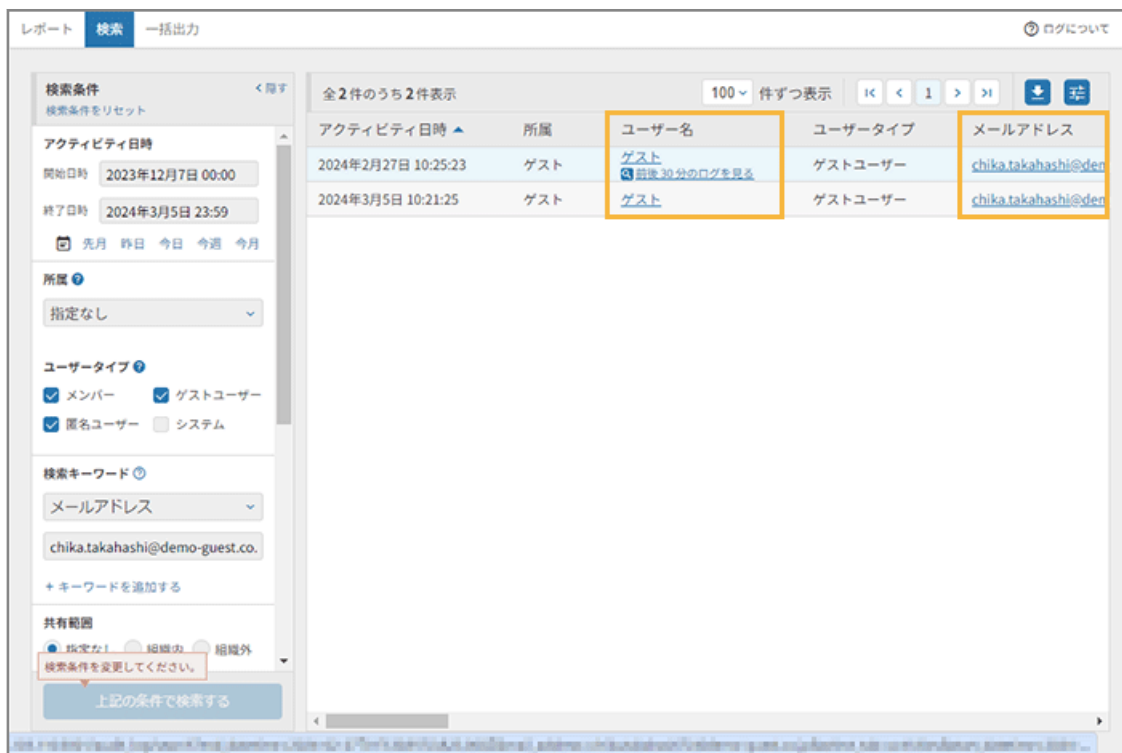 レポート 検索 一括出力 ログについて
検索条件 <隠す
検索条件をリセット
アクティビティ日時
開始日時 2023年12月7日 00:00
終了日時 2024年3月5日 23:59
先月 昨日 今日 今週 今月
所属
指定なし
ユーザータイプ
メンバー ゲストユーザー
匿名ユーザー システム
検索キーワード
メールアドレス
chika.takahashi@demo-guest.co.
+ キーワードを追加する
共有範囲
指定なし 組織内 組織外
検索条件を変更してください。
上記の条件で検索する
全2件のうち2件表示 100 件ずつ表示 1
アクティビティ日時 所属 ユーザー名 ユーザータイプ メールアドレス
2024年2月27日 10:25:23 ゲスト ゲスト ゲストユーザー chika.takahashi@den
前後30分のログを見る
2024年3月5日 10:21:25 ゲスト ゲスト ゲストユーザー chika.takahashi@den